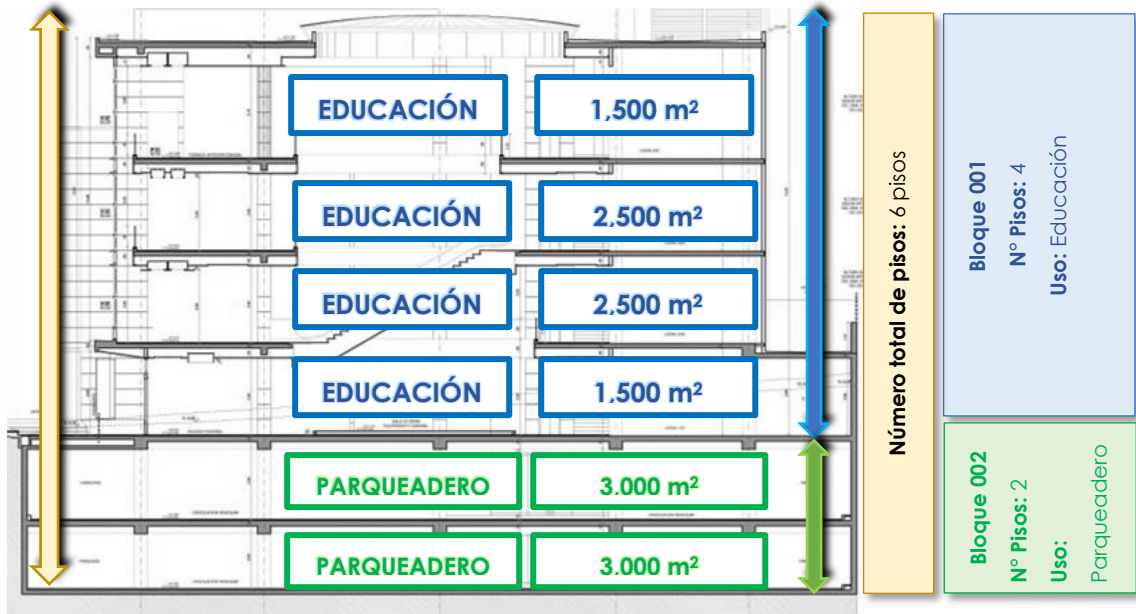 EDUCACIÓN
1.500 m²
EDUCACIÓN
2.500 m²
EDUCACIÓN
2.500 m²
EDUCACIÓN
1.500 m²
PARQUEADERO
3.000 m²
PARQUEADERO
3.000 m²
Número total de pisos: 6 pisos
Bloque 001
N° Pisos: 4
Uso: Educación
Bloque 002
N° Pisos: 2
Uso:
Parqueadero